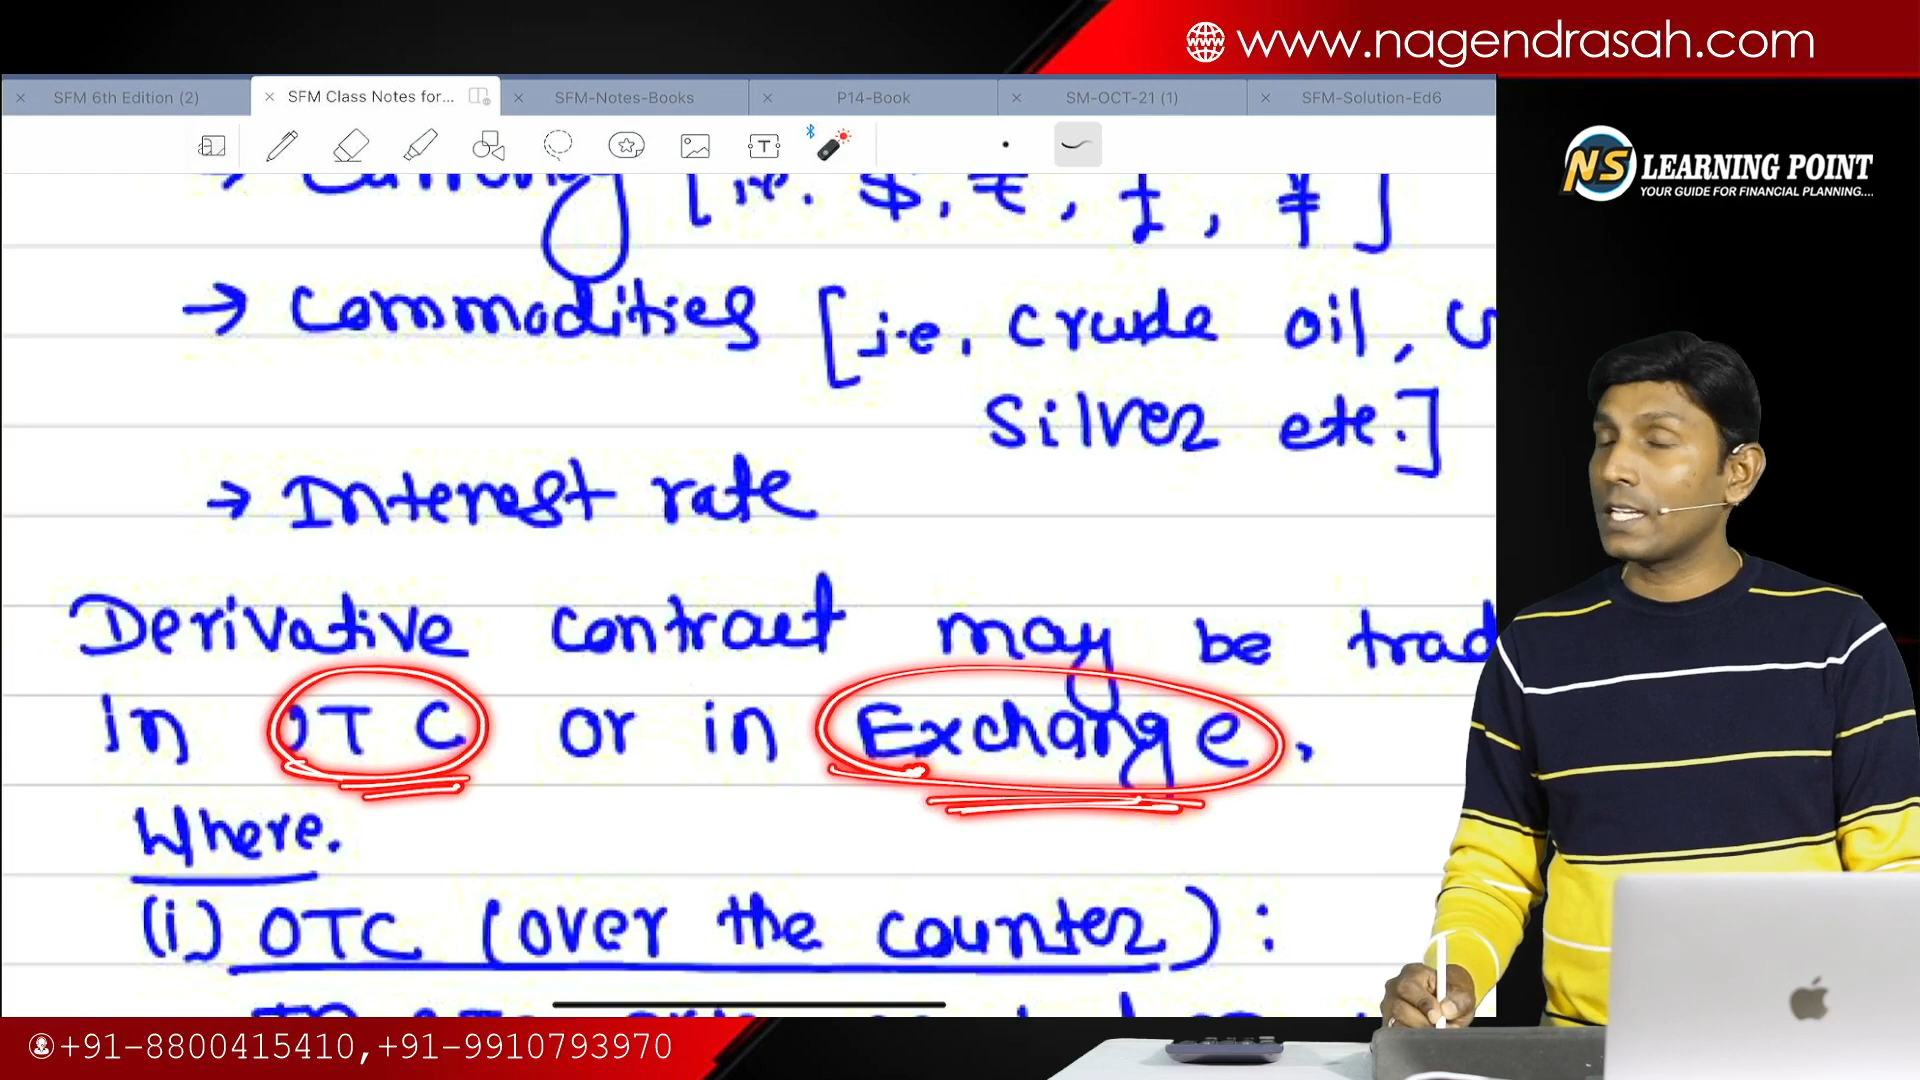 www.nagendrasah.com
SFM 6th Edition (2)
SFM Class Notes for...
SFM-Notes-Books
P14-Book
SM-OCT-21 (1)
SFM-Solution-Ed6
NS LEARNING POINT
YOUR GUIDE FOR FINANCIAL PLANNING....
→ Currency [i.e. $, €, £, ¥]
→ Commodities [i.e. crude oil,
Silver etc.]
→ Interest rate
Derivative contract may be trad
In OTC or in Exchange,
Where.
(i) OTC (over the counter) :
+91-8800415410,+91-9910793970